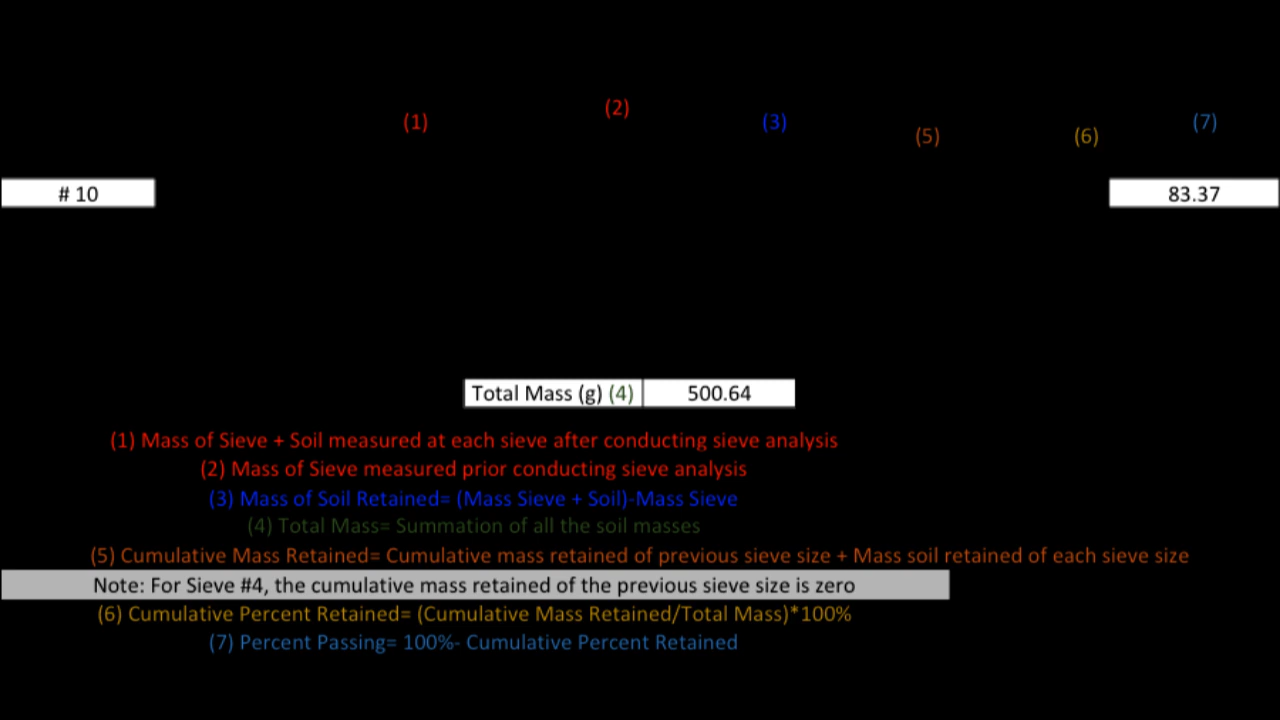 (1) (2) (3) (5) (6) (7)
# 10 83.37
Total Mass (g) (4) 500.64
(1) Mass of Sieve + Soil measured at each sieve after conducting sieve analysis
(2) Mass of Sieve measured prior conducting sieve analysis
(3) Mass of Soil Retained= (Mass Sieve + Soil)-Mass Sieve
(4) Total Mass= Summation of all the soil masses
(5) Cumulative Mass Retained= Cumulative mass retained of previous sieve size + Mass soil retained of each sieve size
Note: For Sieve #4, the cumulative mass retained of the previous sieve size is zero
(6) Cumulative Percent Retained= (Cumulative Mass Retained/Total Mass)*100%
(7) Percent Passing= 100%- Cumulative Percent Retained